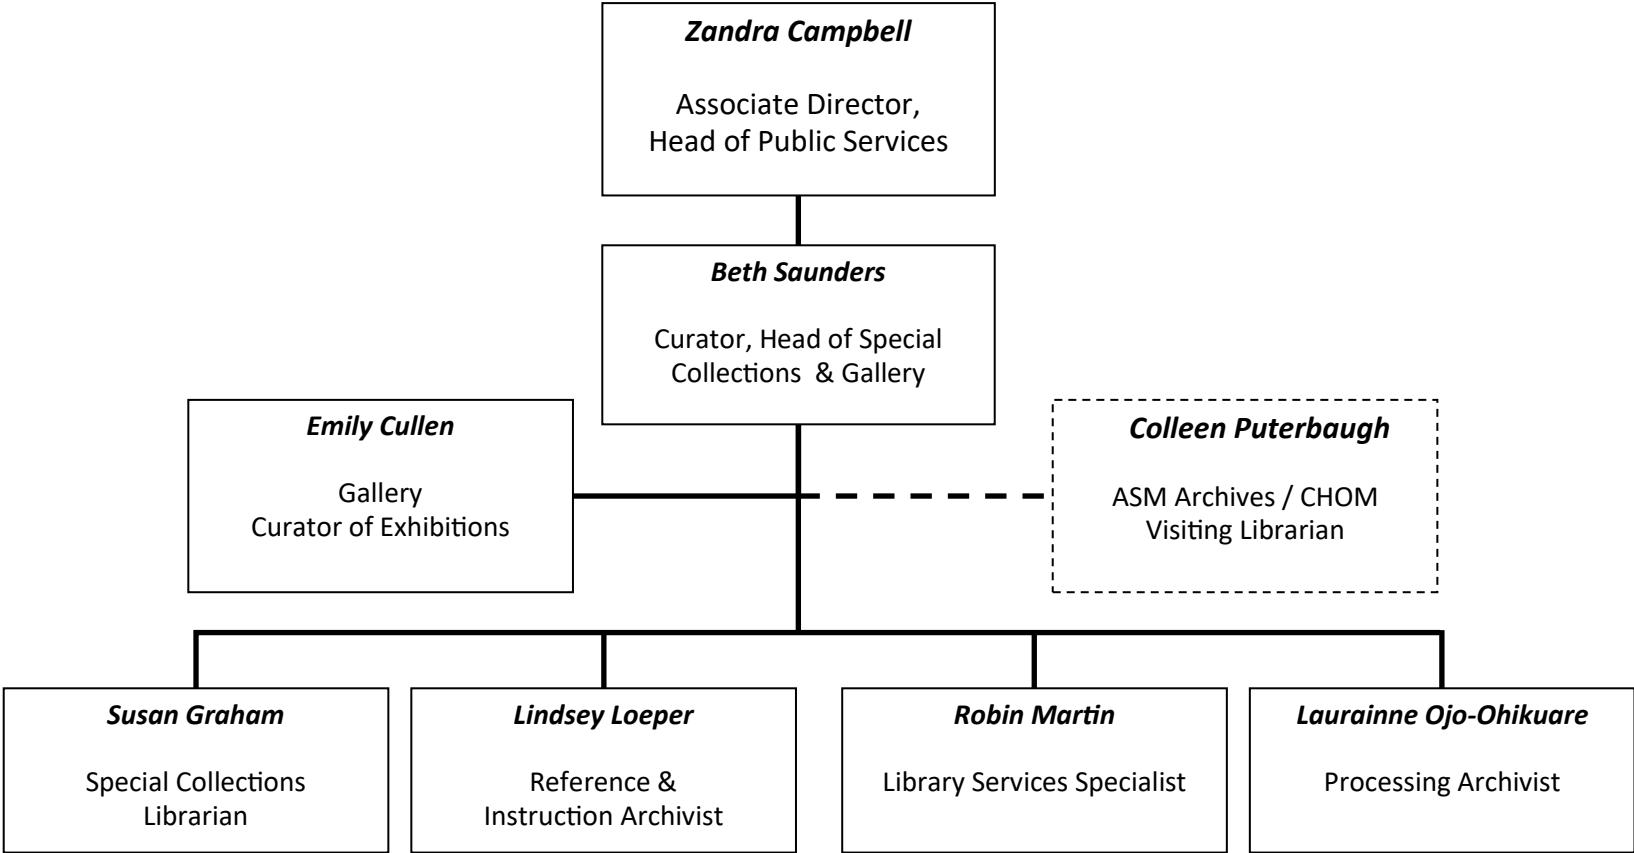 Zandra Campbell
Associate Director,
Head of Public Services
Beth Saunders
Curator, Head of Special
Collections & Gallery
Emily Cullen
Gallery
Curator of Exhibitions
Colleen Puterbaugh
ASM Archives / CHOM
Visiting Librarian
Susan Graham
Special Collections
Librarian
Lindsey Loeper
Reference &
Instruction Archivist
Robin Martin
Library Services Specialist
Laurainne Ojo-Ohikuare
Processing Archivist